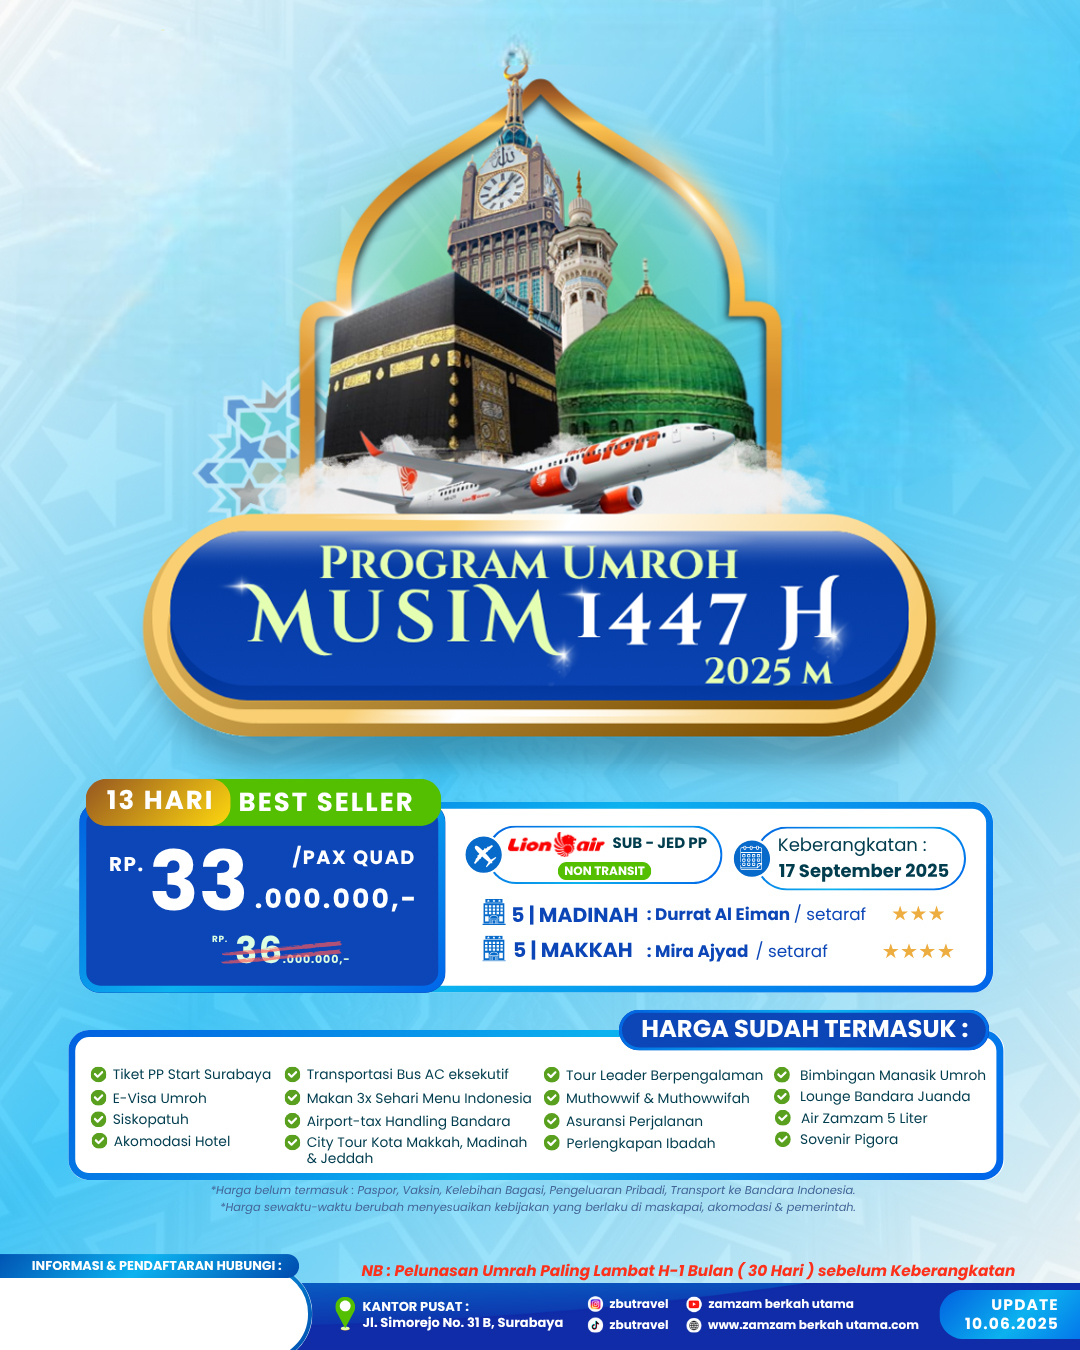 Lion
PROGRAM UMROH
MUSIM 1447 H
2025 M
13 HARI BEST SELLER
RP. 33.000.000,- /PAX QUAD
RP. 36.000.000,-
Lion air SUB - JED PP
NON TRANSIT
Keberangkatan :
17 September 2025
5 | MADINAH : Durrat Al Eiman / setaraf
5 | MAKKAH : Mira Ajyad / setaraf
HARGA SUDAH TERMASUK :
Tiket PP Start Surabaya
E-Visa Umroh
Siskopatuh
Akomodasi Hotel
Transportasi Bus AC eksekutif
Makan 3x Sehari Menu Indonesia
Airport-tax Handling Bandara
City Tour Kota Makkah, Madinah
& Jeddah
Tour Leader Berpengalaman
Muthowwif & Muthowwifah
Asuransi Perjalanan
Perlengkapan Ibadah
Bimbingan Manasik Umroh
Lounge Bandara Juanda
Air Zamzam 5 Liter
Sovenir Pigora
*Harga belum termasuk : Paspor, Vaksin, Kelebihan Bagasi, Pengeluaran Pribadi, Transport ke Bandara Indonesia.
*Harga sewaktu-waktu berubah menyesuaikan kebijakan yang berlaku di maskapai, akomodasi & pemerintah.
INFORMASI & PENDAFTARAN HUBUNGI :
NB : Pelunasan Umrah Paling Lambat H-1 Bulan ( 30 Hari ) sebelum Keberangkatan
KANTOR PUSAT :
Jl. Simorejo No. 31 B, Surabaya
zbutravel
zbutravel
zamzam berkah utama
www.zamzam berkah utama.com
UPDATE
10.06.2025